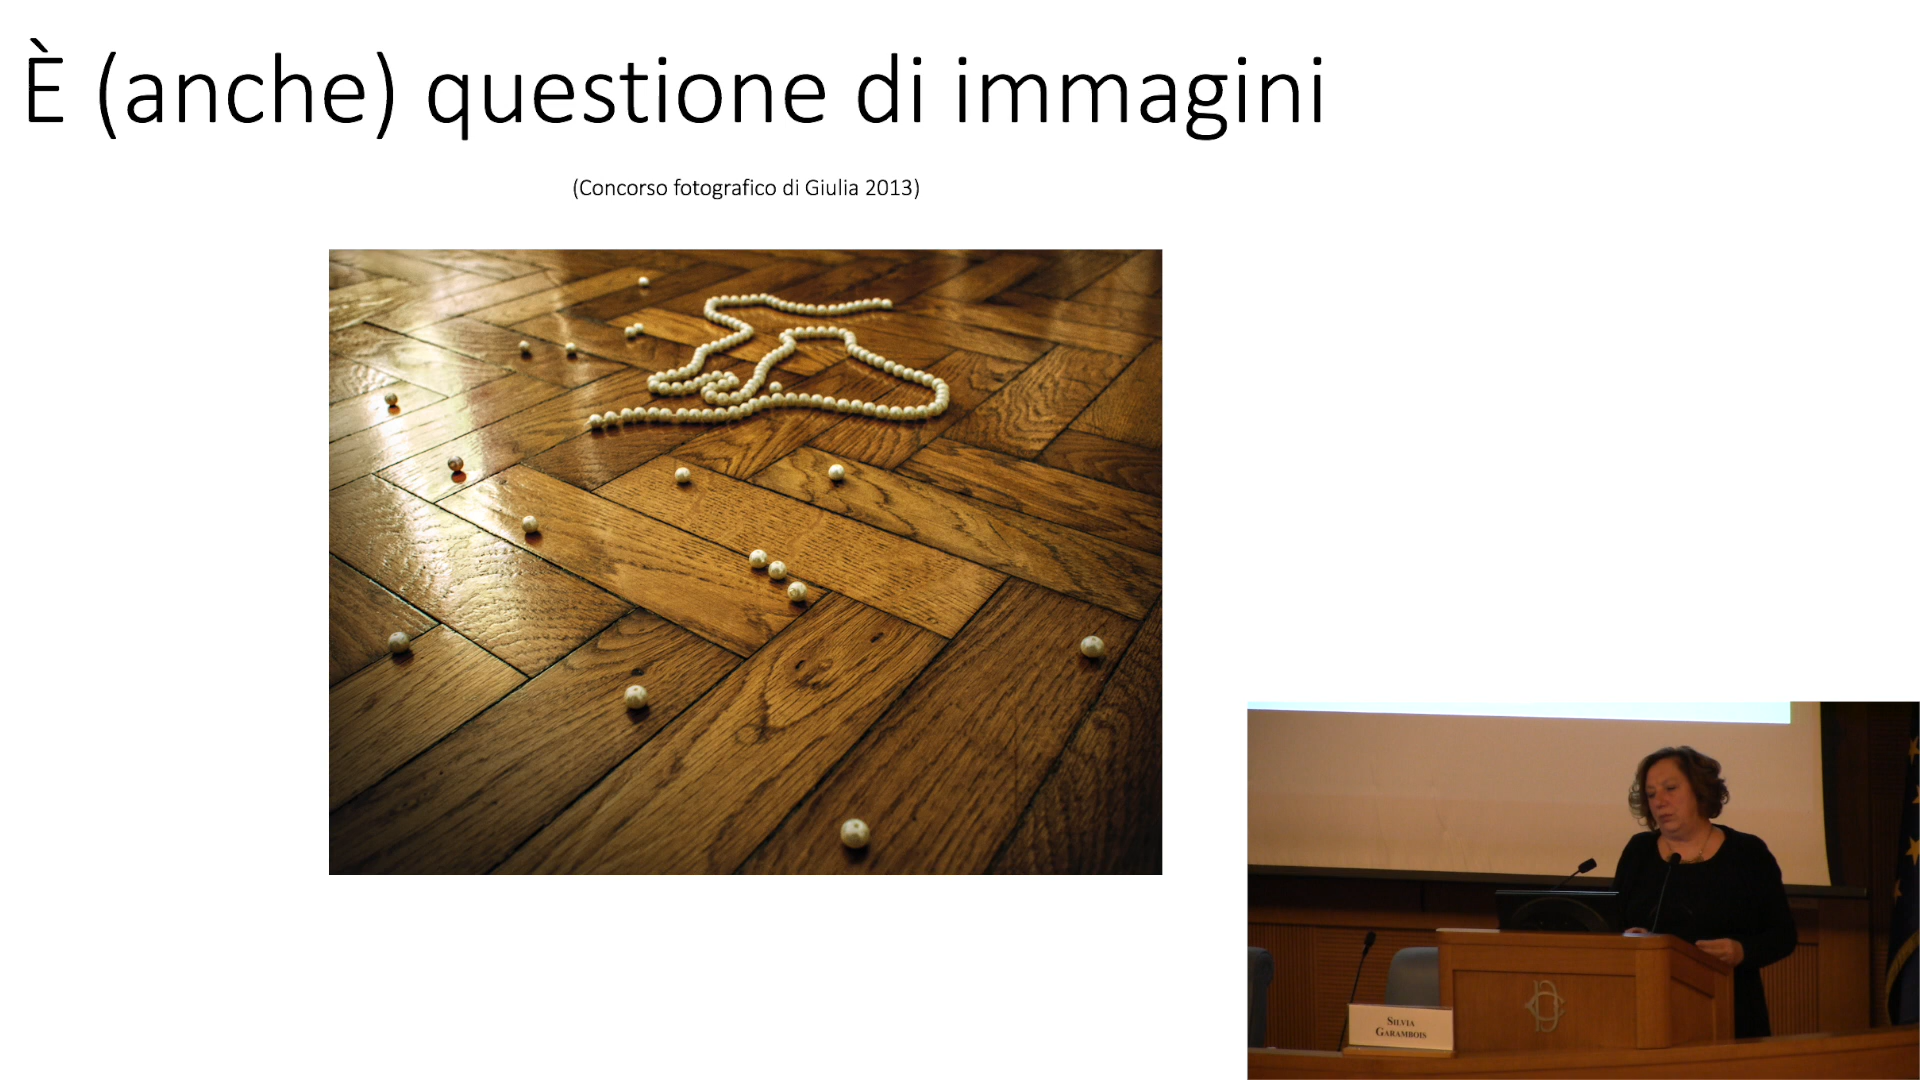 È (anche) questione di immagini
(Concorso fotografico di Giulia 2013)
SILVIA
GARAMBOIS